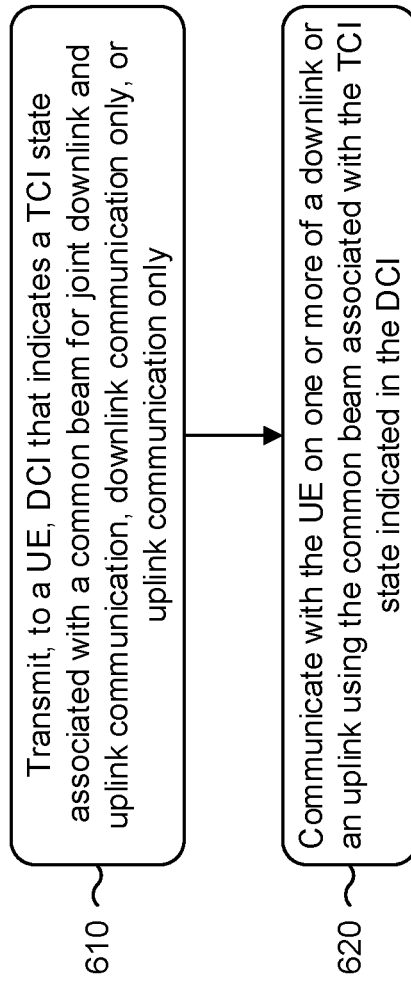 610
Transmit, to a UE, DCI that indicates a TCI state
associated with a common beam for joint downlink and
uplink communication, downlink communication only, or
uplink communication only
620
Communicate with the UE on one or more of a downlink or
an uplink using the common beam associated with the TCI
state indicated in the DCI